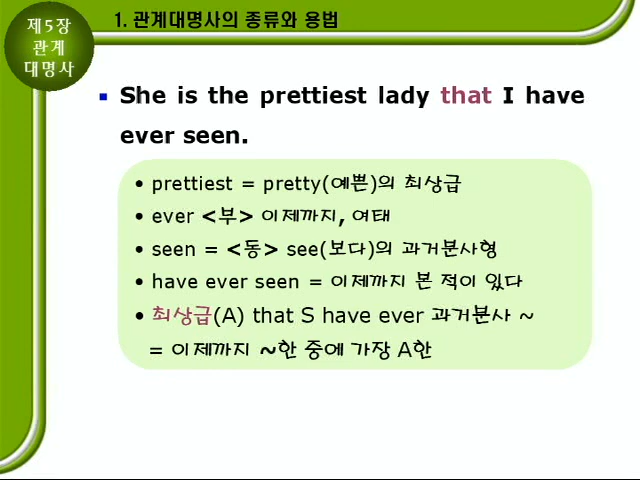 제5장
관계
대명사
1. 관계대명사의 종류와 용법
▪ She is the prettiest lady that I have
ever seen.
• prettiest = pretty(예쁜)의 최상급
• ever <부> 이제까지, 여태
• seen = <동> see(보다)의 과거분사형
• have ever seen = 이제까지 본 적이 있다
• 최상급(A) that S have ever 과거분사 ~
= 이제까지 ~한 중에 가장 A한